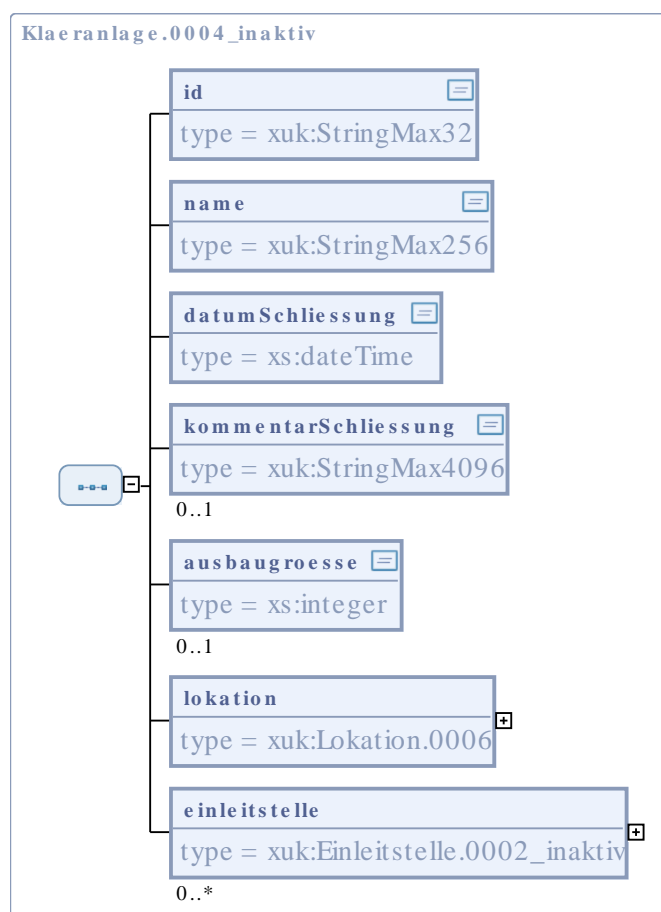 Klaeranlage.0004_inaktiv
id
type = xuk:StringMax32
name
type = xuk:StringMax256
datumSchliessung
type = xs:dateTime
kommentarSchliessung
type = xuk:StringMax4096
0..1
ausbaugroesse
type = xs:integer
0..1
lokation
type = xuk:Lokation.0006
einleitstelle
type = xuk:Einleitstelle.0002_inaktiv
0..*